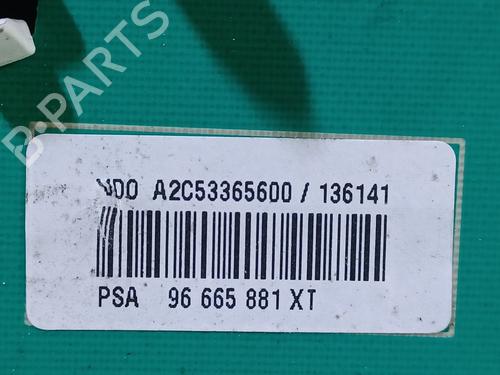 B-PARTS
VDO A2C53365600 / 136141
PSA 96 665 881 XT